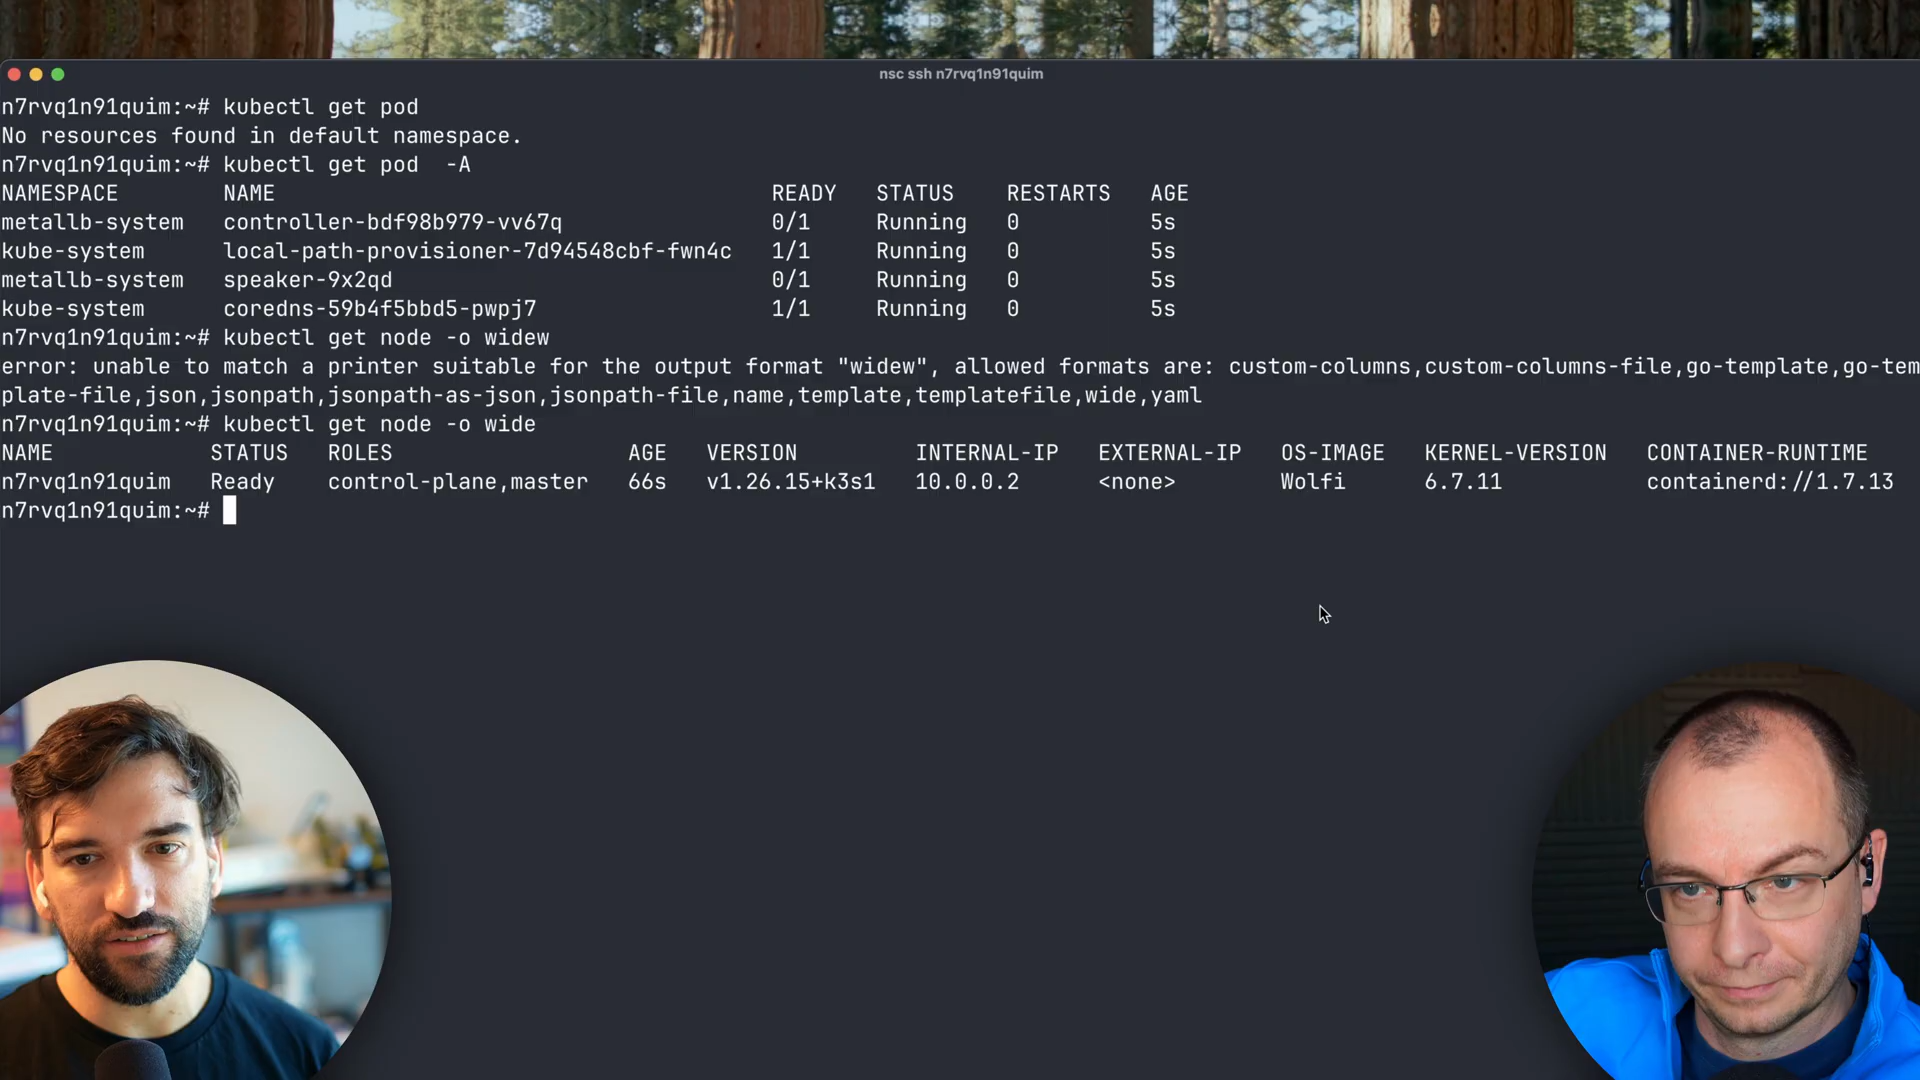 nsc ssh n7rvq1n91quim
n7rvq1n91quim:~# kubectl get pod
No resources found in default namespace.
n7rvq1n91quim:~# kubectl get pod  -A
NAMESPACE NAME READY STATUS RESTARTS AGE
metallb-system controller-bdf98b979-vv67q 0/1 Running 0 5s
kube-system local-path-provisioner-7d94548cbf-fwn4c 1/1 Running 0 5s
metallb-system speaker-9x2qd 0/1 Running 0 5s
kube-system coredns-59b4f5bbd5-pwpj7 1/1 Running 0 5s
n7rvq1n91quim:~# kubectl get node -o widew
error: unable to match a printer suitable for the output format "widew", allowed formats are: custom-columns,custom-columns-file,go-template,go-tem
plate-file,json,jsonpath,jsonpath-as-json,jsonpath-file,name,template,templatefile,wide,yaml
n7rvq1n91quim:~# kubectl get node -o wide
NAME STATUS ROLES AGE VERSION INTERNAL-IP EXTERNAL-IP OS-IMAGE KERNEL-VERSION CONTAINER-RUNTIME
n7rvq1n91quim Ready control-plane,master 66s v1.26.15+k3s1 10.0.0.2 <none> Wolfi 6.7.11 containerd://1.7.13
n7rvq1n91quim:~#